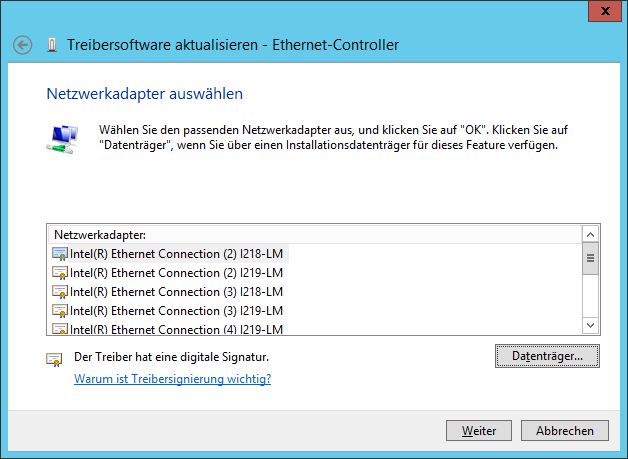 x
Treibersoftware aktualisieren - Ethernet-Controller
Netzwerkadapter auswählen
Wählen Sie den passenden Netzwerkadapter aus, und klicken Sie auf "OK". Klicken Sie auf
"Datenträger", wenn Sie über einen Installationsdatenträger für dieses Feature verfügen.
Netzwerkadapter:
Intel(R) Ethernet Connection (2) I218-LM
Intel(R) Ethernet Connection (2) I219-LM
Intel(R) Ethernet Connection (3) I218-LM
Intel(R) Ethernet Connection (3) I219-LM
Intel(R) Ethernet Connection (4) I219-LM
Der Treiber hat eine digitale Signatur.
Datenträger...
Warum ist Treibersignierung wichtig?
Weiter
Abbrechen